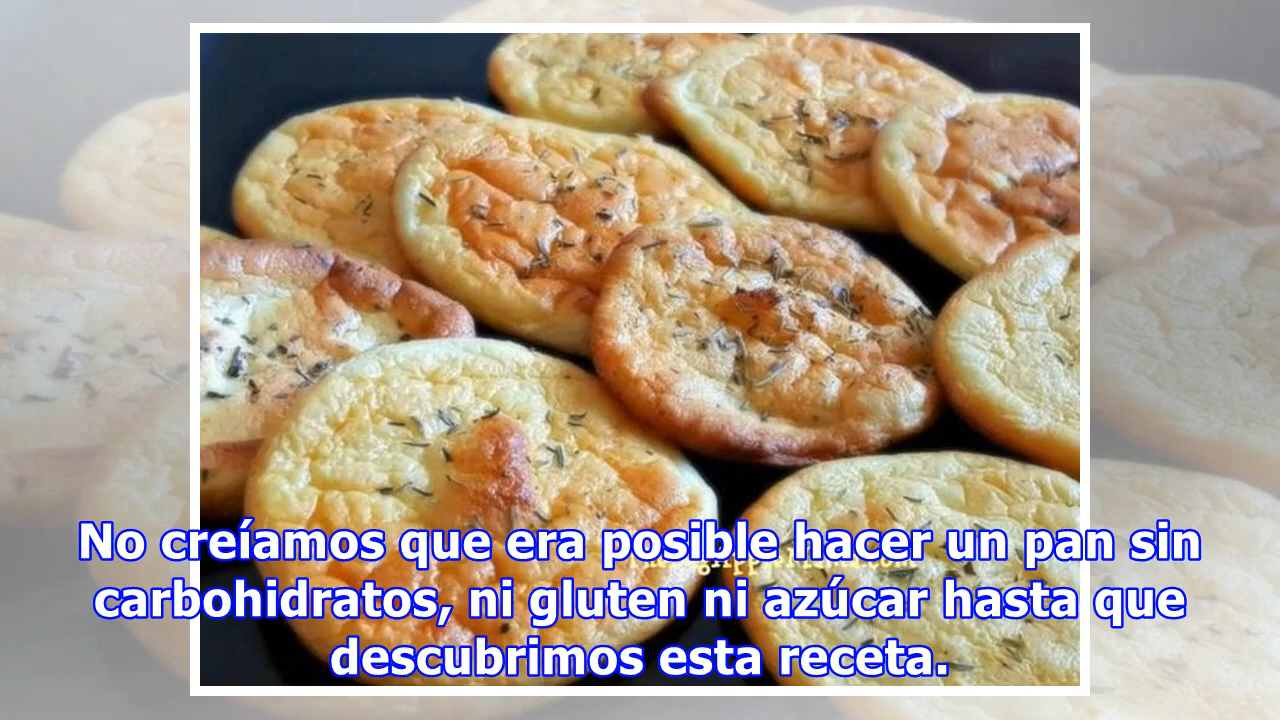 No creíamos que era posible hacer un pan sin
carbohidratos, ni gluten ni azúcar hasta que
descubrimos esta receta.